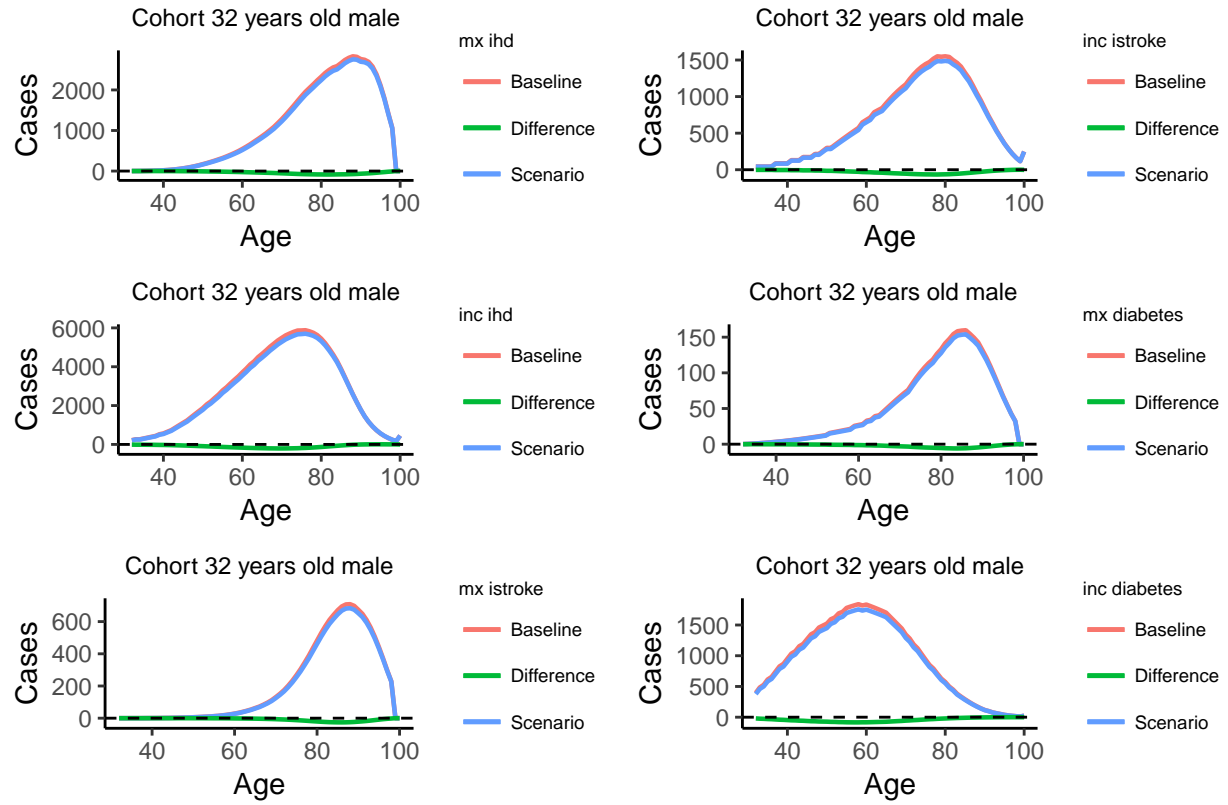 Cohort 32 years old male
mx ihd
Baseline
Difference
Scenario
Cases
0
1000
2000
40 60 80 100
Age
Cohort 32 years old male
inc istroke
Baseline
Difference
Scenario
Cases
0
500
1000
1500
40 60 80 100
Age
Cohort 32 years old male
inc ihd
Baseline
Difference
Scenario
Cases
0
2000
4000
6000
40 60 80 100
Age
Cohort 32 years old male
mx diabetes
Baseline
Difference
Scenario
Cases
0
50
100
150
40 60 80 100
Age
Cohort 32 years old male
mx istroke
Baseline
Difference
Scenario
Cases
0
200
400
600
40 60 80 100
Age
Cohort 32 years old male
inc diabetes
Baseline
Difference
Scenario
Cases
0
500
1000
1500
40 60 80 100
Age